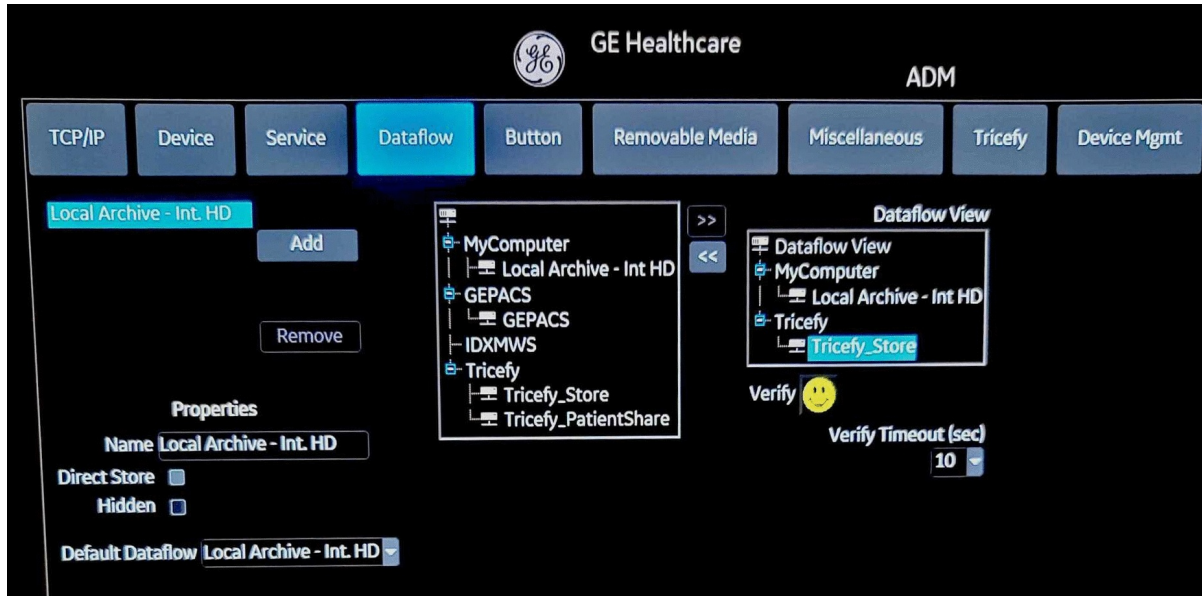 GE Healthcare
ADM
TCP/IP
Device
Service
Dataflow
Button
Removable Media
Miscellaneous
Tricefy
Device Mgmt
Local Archive - Int. HD
Add
Remove
Properties
Name Local Archive - Int. HD
Direct Store
Hidden
Default Dataflow Local Archive - Int. HD
MyComputer
Local Archive - Int HD
GEPACS
GEPACS
IDXMWS
Tricefy
Tricefy_Store
Tricefy_PatientShare
>>
<<
Dataflow View
Dataflow View
MyComputer
Local Archive - Int HD
Tricefy
Tricefy_Store
Verify
Verify Timeout (sec)
10